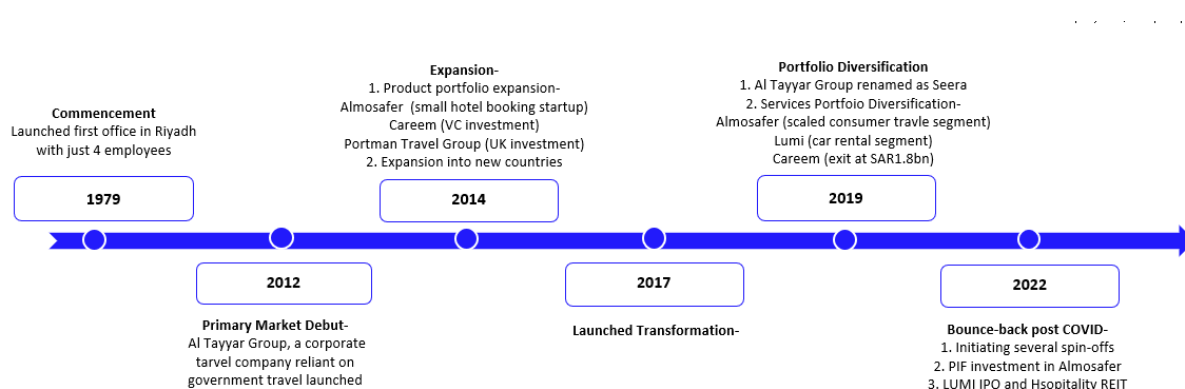 Commencement
Launched first office in Riyadh
with just 4 employees
1979
2012
Primary Market Debut-
Al Tayyar Group, a corporate
tarvel company reliant on
government travel launched
Expansion-
1. Product portfolio expansion-
Almosafer (small hotel booking startup)
Careem (VC investment)
Portman Travel Group (UK investment)
2. Expansion into new countries
2014
2017
Launched Transformation-
Portfolio Diversification
1. Al Tayyar Group renamed as Seera
2. Services Portfoio Diversification-
Almosafer (scaled consumer travle segment)
Lumi (car rental segment)
Careem (exit at SAR1.8bn)
2019
2022
Bounce-back post COVID-
1. Initiating several spin-offs
2. PIF investment in Almosafer
3. LUMI IPO and Hsopitality REIT